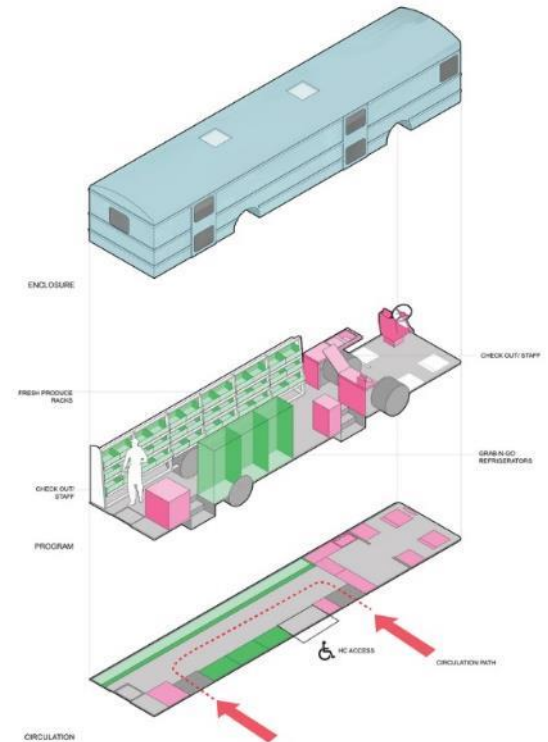 ENCLOSURE
CHECK OUT/ STAFF
FRESH PRODUCE
RACKS
GRAB-N-GO
REFRIGERATORS
CHECK OUT/
STAFF
PROGRAM
HC ACCESS
CIRCULATION PATH
CIRCULATION